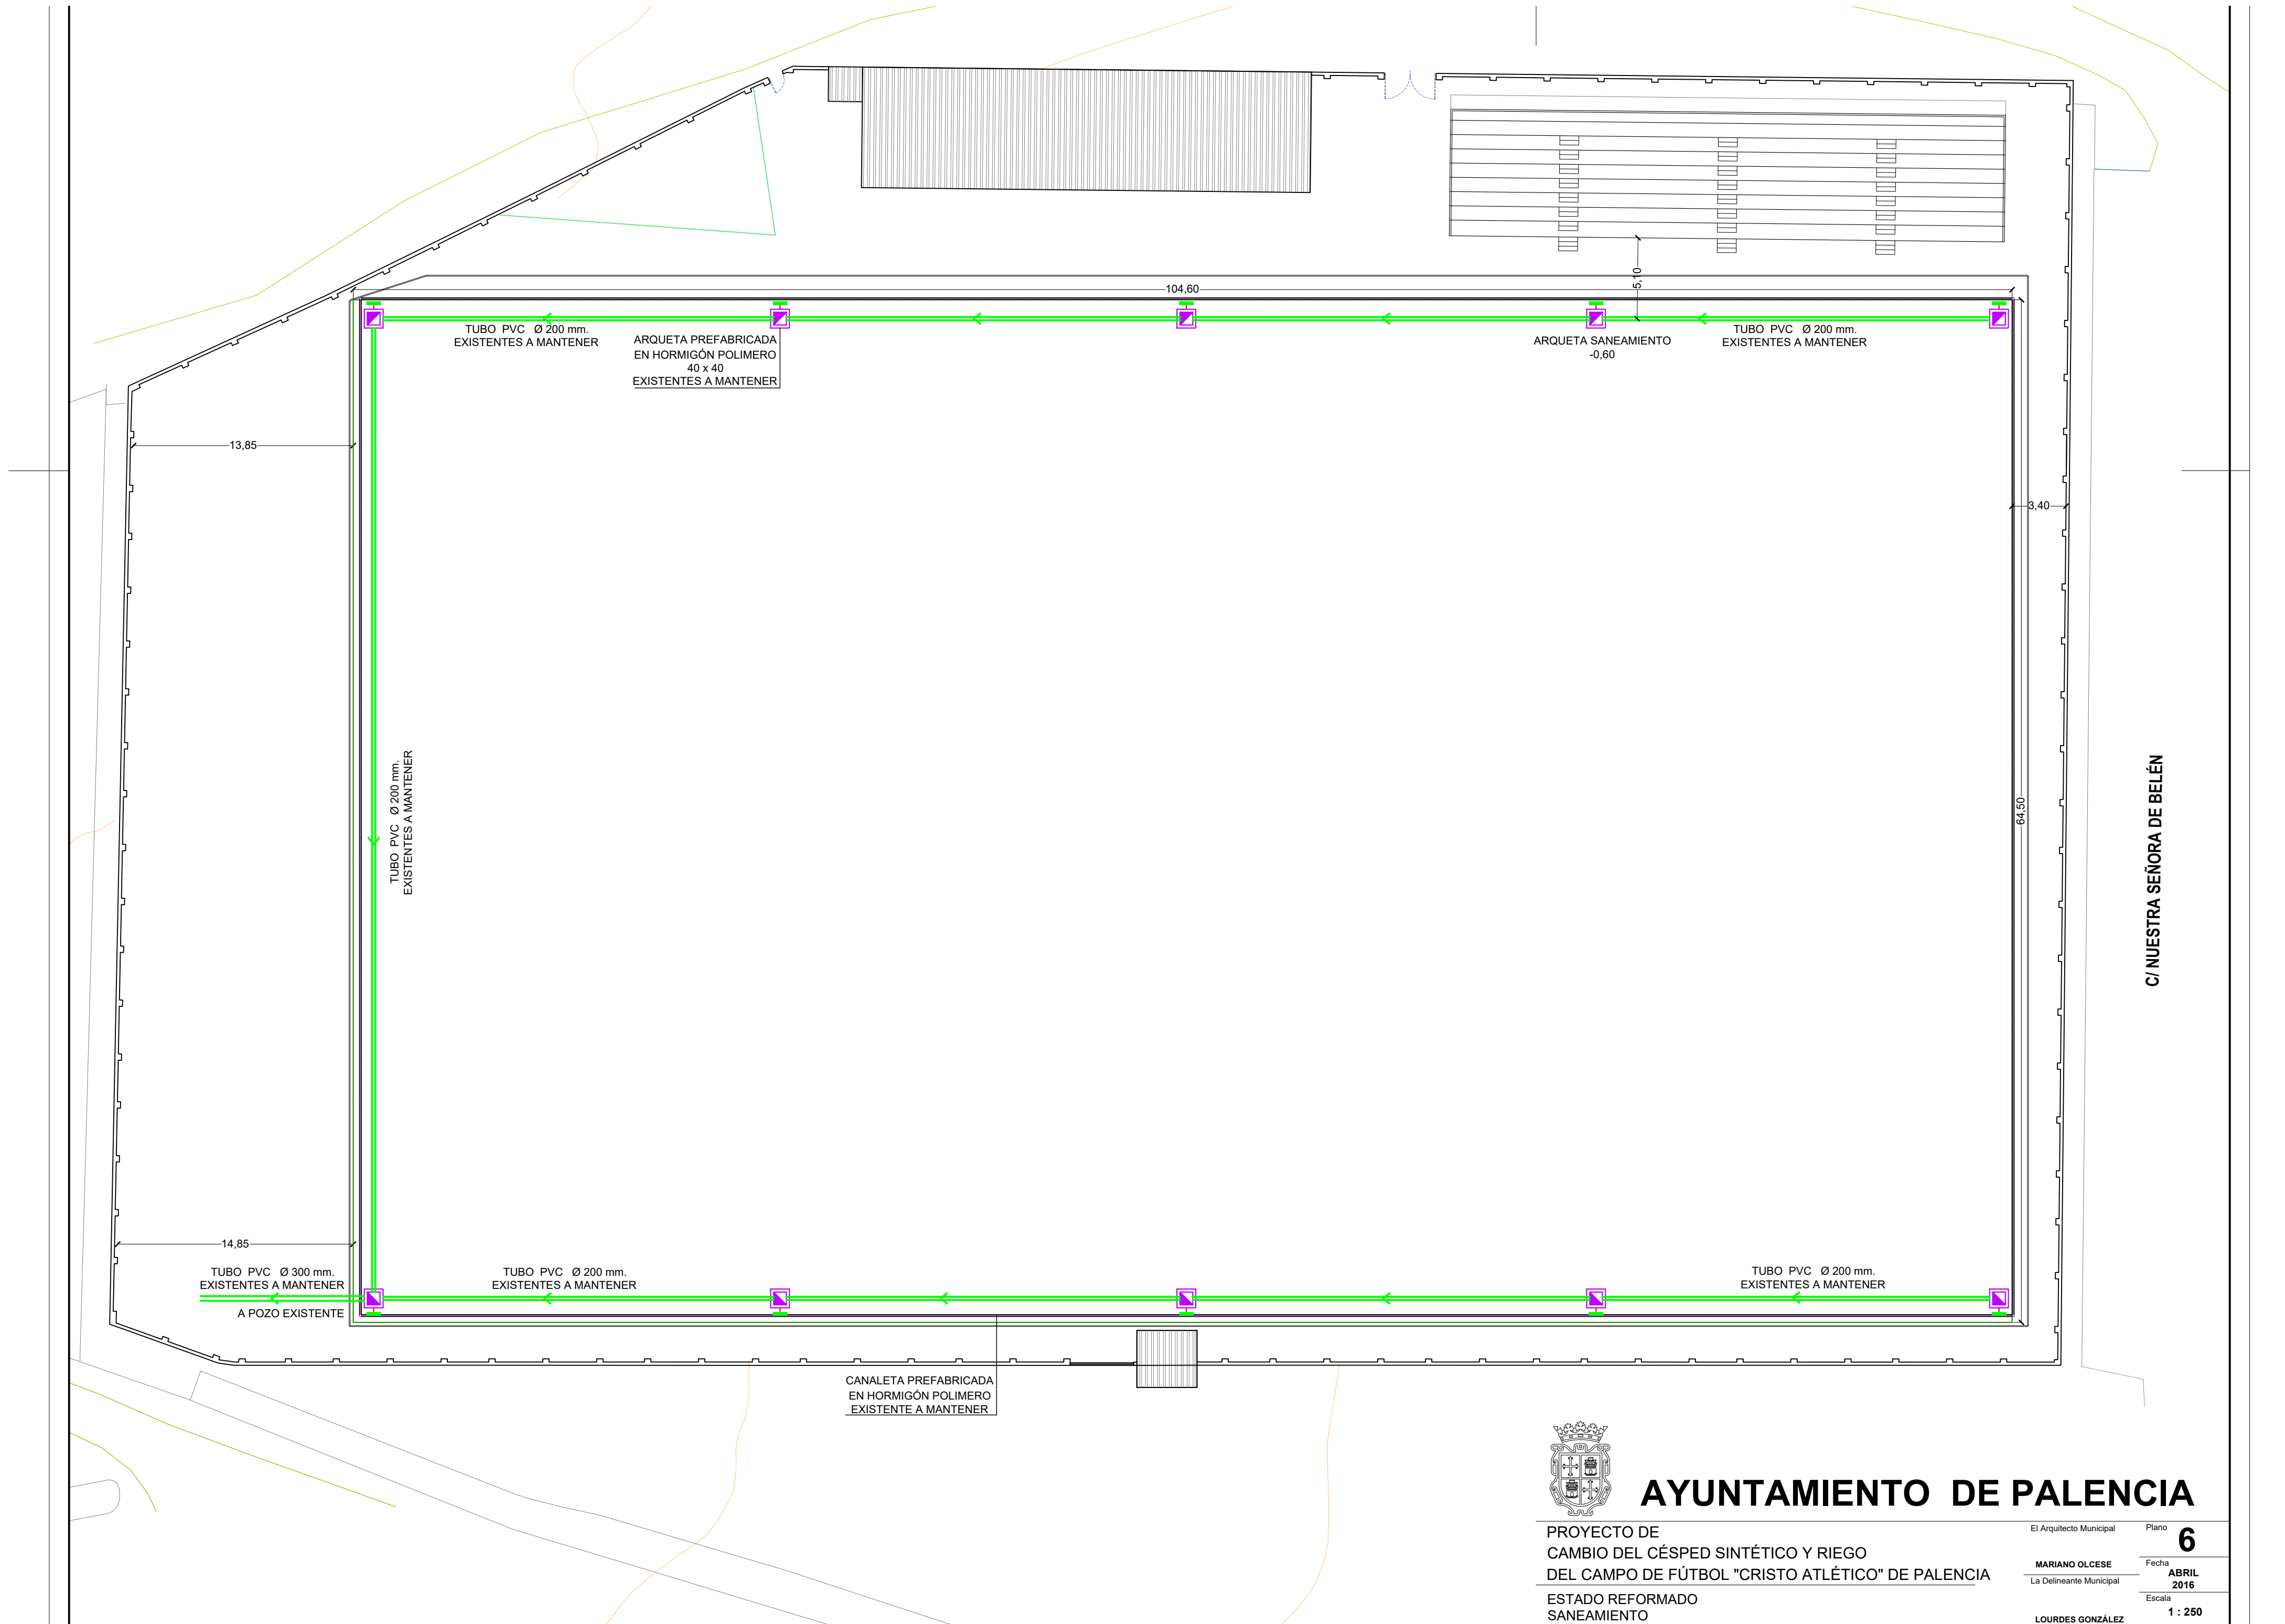 104,60
5,10
TUBO PVC Ø 200 mm.
EXISTENTES A MANTENER
ARQUETA PREFABRICADA
EN HORMIGÓN POLIMERO
40 x 40
EXISTENTES A MANTENER
ARQUETA SANEAMIENTO
-0,60
TUBO PVC Ø 200 mm.
EXISTENTES A MANTENER
13,85
3,40
TUBO PVC Ø 200 mm.
EXISTENTES A MANTENER
64,50
C/ NUESTRA SEÑORA DE BELÉN
14,85
TUBO PVC Ø 300 mm.
EXISTENTES A MANTENER
A POZO EXISTENTE
TUBO PVC Ø 200 mm.
EXISTENTES A MANTENER
TUBO PVC Ø 200 mm.
EXISTENTES A MANTENER
CANALETA PREFABRICADA
EN HORMIGÓN POLIMERO
EXISTENTE A MANTENER
AYUNTAMIENTO DE PALENCIA
PROYECTO DE
CAMBIO DEL CÉSPED SINTÉTICO Y RIEGO
DEL CAMPO DE FÚTBOL "CRISTO ATLÉTICO" DE PALENCIA
ESTADO REFORMADO
SANEAMIENTO
El Arquitecto Municipal
MARIANO OLCESE
La Delineante Municipal
LOURDES GONZÁLEZ
Plano
6
Fecha
ABRIL
2016
Escala
1 : 250